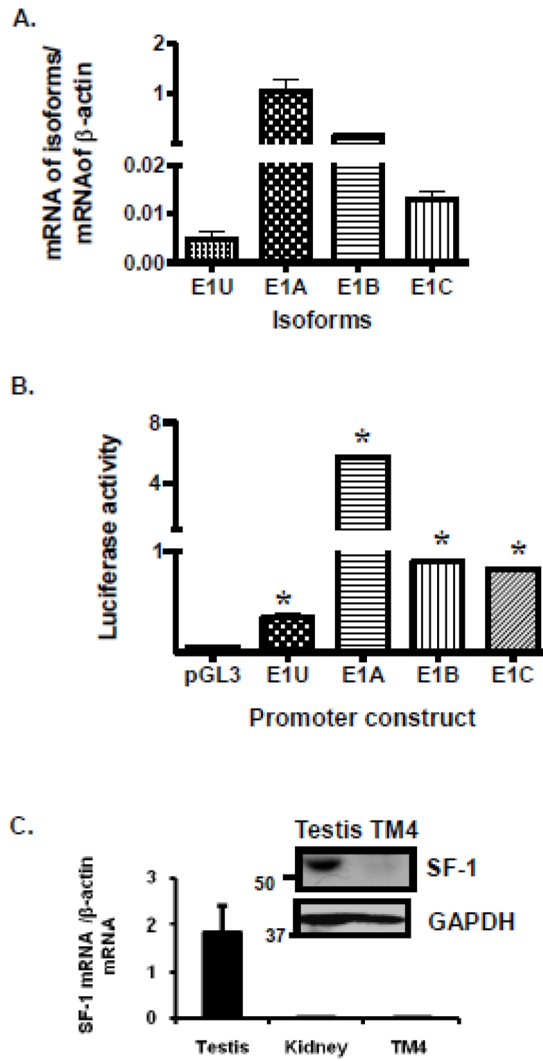 A.
mRNA of isoforms/
mRNAof β-actin
2
1
0.02
0.01
0.00
E1U E1A E1B E1C
Isoforms
B.
Luciferase activity
8
4
1
* * * *
pGL3 E1U E1A E1B E1C
Promoter construct
C.
SF-1 mRNA /β-actin
mRNA
3
2
1
0
Testis Kidney TM4
Testis TM4
50
SF-1
37
GAPDH